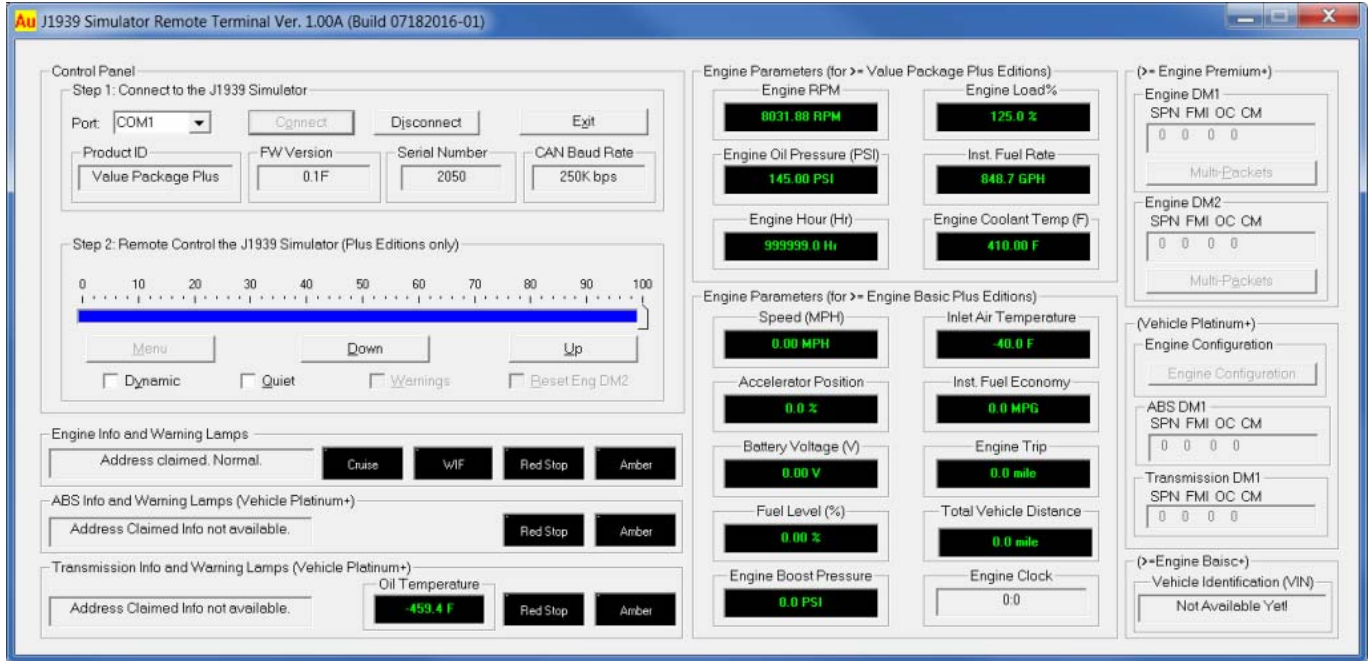 Au J1939 Simulator Remote Terminal Ver. 1.00A (Build 07182016-01)
Control Panel
Step 1: Connect to the J1939 Simulator
Port: COM1 Connect Disconnect Exit
Product ID FW Version Serial Number CAN Baud Rate
Value Package Plus 0.1F 2050 250K bps
Step 2: Remote Control the J1939 Simulator (Plus Editions only)
0 10 20 30 40 50 60 70 80 90 100
Menu Down Up
Dynamic Quiet Warnings Reset Eng DM2
Engine Info and Warning Lamps
Address claimed. Normal. Cruise WIF Red Stop Amber
ABS Info and Warning Lamps (Vehicle Platinum+)
Address Claimed Info not available. Red Stop Amber
Transmission Info and Warning Lamps (Vehicle Platinum+)
Oil Temperature
Address Claimed Info not available. -459.4 F Red Stop Amber
Engine Parameters (for >= Value Package Plus Editions)
Engine RPM Engine Load%
8031.88 RPM 125.0 %
Engine Oil Pressure (PSI) Inst. Fuel Rate
145.00 PSI 848.7 GPH
Engine Hour (Hr) Engine Coolant Temp (F)
999999.0 Hr 410.00 F
Engine Parameters (for >= Engine Basic Plus Editions)
Speed (MPH) Inlet Air Temperature
0.00 MPH -40.0 F
Accelerator Position Inst. Fuel Economy
0.0 % 0.0 MPG
Battery Voltage (V) Engine Trip
0.00 V 0.0 mile
Fuel Level (%) Total Vehicle Distance
0.00 % 0.0 mile
Engine Boost Pressure Engine Clock
0.0 PSI 0:0
(>= Engine Premium+)
Engine DM1
SPN FMI OC CM
0 0 0 0
Multi-Packets
Engine DM2
SPN FMI OC CM
0 0 0 0
Multi-Packets
(Vehicle Platinum+)
Engine Configuration
Engine Configuration
ABS DM1
SPN FMI OC CM
0 0 0 0
Transmission DM1
SPN FMI OC CM
0 0 0 0
(>=Engine Baisc+)
Vehicle Identification (VIN)
Not Available Yet!